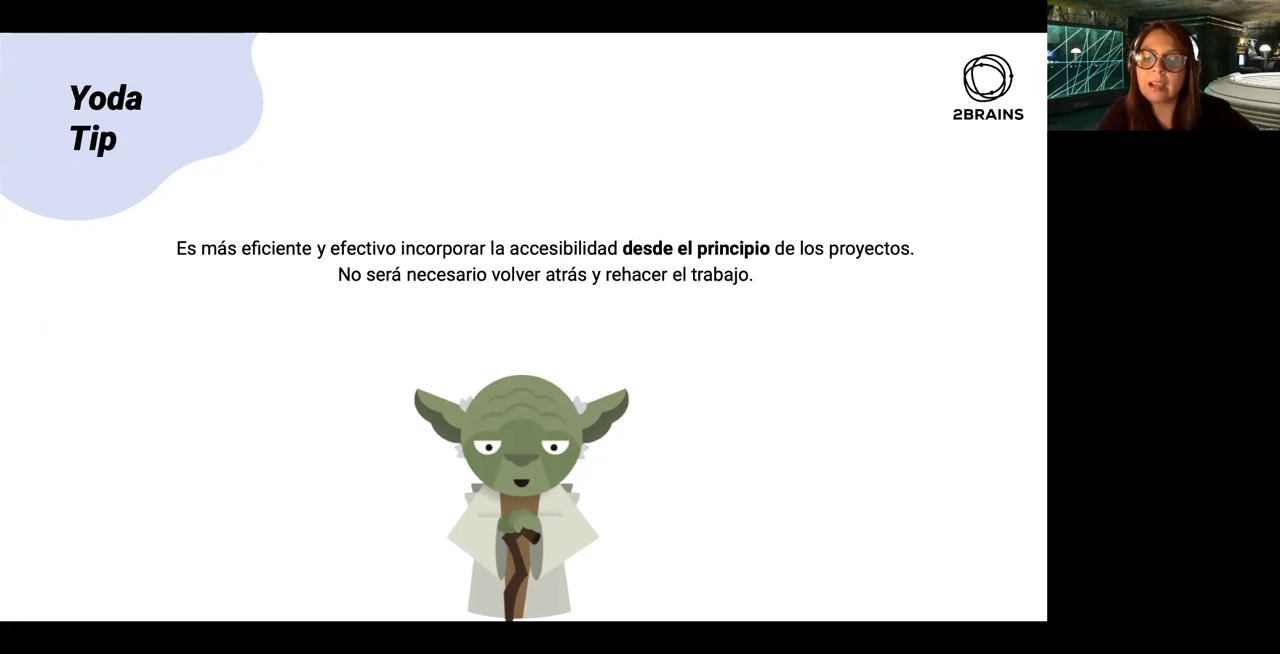 Yoda
Tip
2BRAINS
Es más eficiente y efectivo incorporar la accesibilidad desde el principio de los proyectos.
No será necesario volver atrás y rehacer el trabajo.